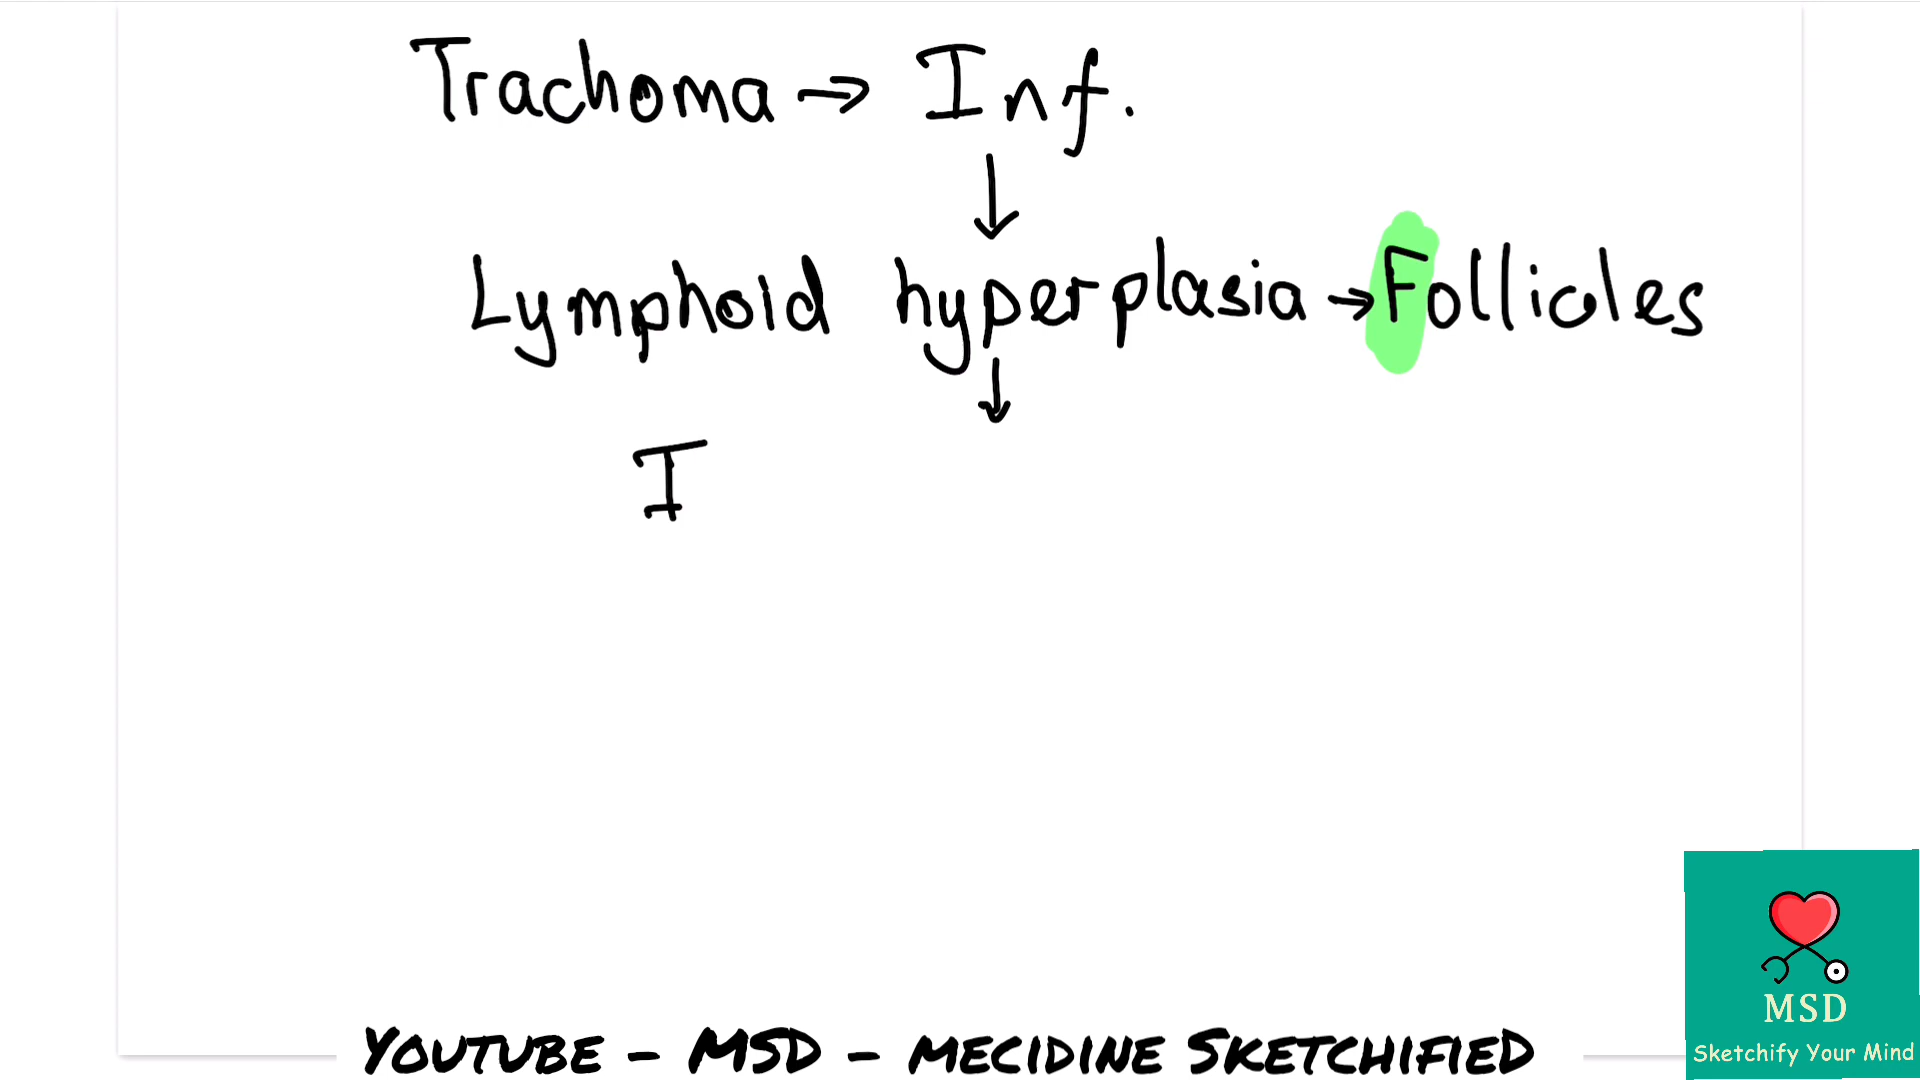 Trachoma → Inf.
↓
Lymphoid hyperplasia → Follicles
↓
I
MSD
Sketchify Your Mind
YOUTUBE - MSD - MECIDINE SKETCHIFIED